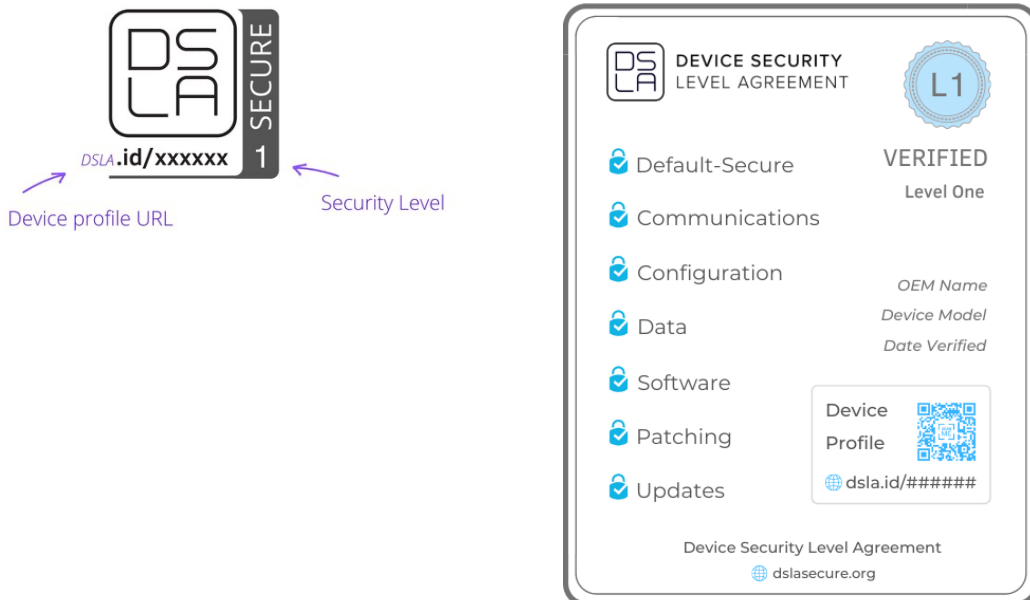 DS
LA
SECURE
1
DSLA.id/xxxxxx
Device profile URL
Security Level
DS
LA
DEVICE SECURITY
LEVEL AGREEMENT
L1
VERIFIED
Level One
Default-Secure
Communications
Configuration
Data
Software
Patching
Updates
OEM Name
Device Model
Date Verified
Device
Profile
dsla.id/######
Device Security Level Agreement
dslasecure.org